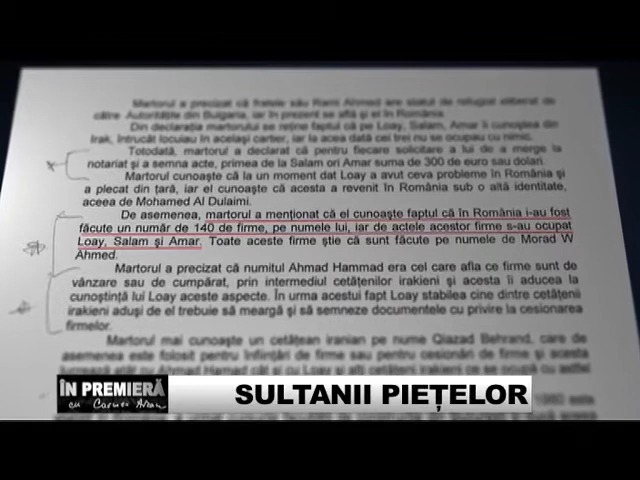 Martorul a precizat că fratele său Rami Ahmed are statut de refugiat eliberat de
către Autoritățile din Bulgaria, iar în prezent se află și el în România.
Din declarația martorului se reține faptul că pe Loay, Salam, Amar îi cunoștea din
Irak, întrucât locuiau în același cartier, iar la acea dată cei trei nu se ocupau cu nimic.
Totodată, martorul a declarat că pentru fiecare solicitare a lui de a merge la
notariat și a semna acte, primea de la Salam ori Amar suma de 300 de euro sau dolari.
Martorul cunoaște că la un moment dat Loay a avut ceva probleme în România și
a plecat din țară, iar el cunoaște că acesta a revenit în România sub o altă identitate,
aceea de Mohamed Al Dulaimi.
De asemenea, martorul a menționat că el cunoaște faptul că în România i-au fost
făcute un număr de 140 de firme, pe numele lui, iar de actele acestor firme s-au ocupat
Loay, Salam și Amar. Toate aceste firme știe că sunt făcute pe numele de Morad W
Ahmed.
Martorul a precizat că numitul Ahmad Hammad era cel care afla ce firme sunt de
vânzare sau de cumpărat, prin intermediul cetățenilor irakieni și acesta îi aducea la
cunoștință lui Loay aceste aspecte. În urma acestui fapt Loay stabilea cine dintre cetățenii
irakieni aduși de el trebuie să meargă și să semneze documentele cu privire la cesionarea
firmelor.
Martorul mai cunoaște un cetățean iranian pe nume Qiazad Behrand, care de
asemenea este folosit pentru înființări de firme sau pentru cesionări de firme și acesta
ÎN PREMIERĂ
cu Carmen Avram
SULTANII PIEȚELOR